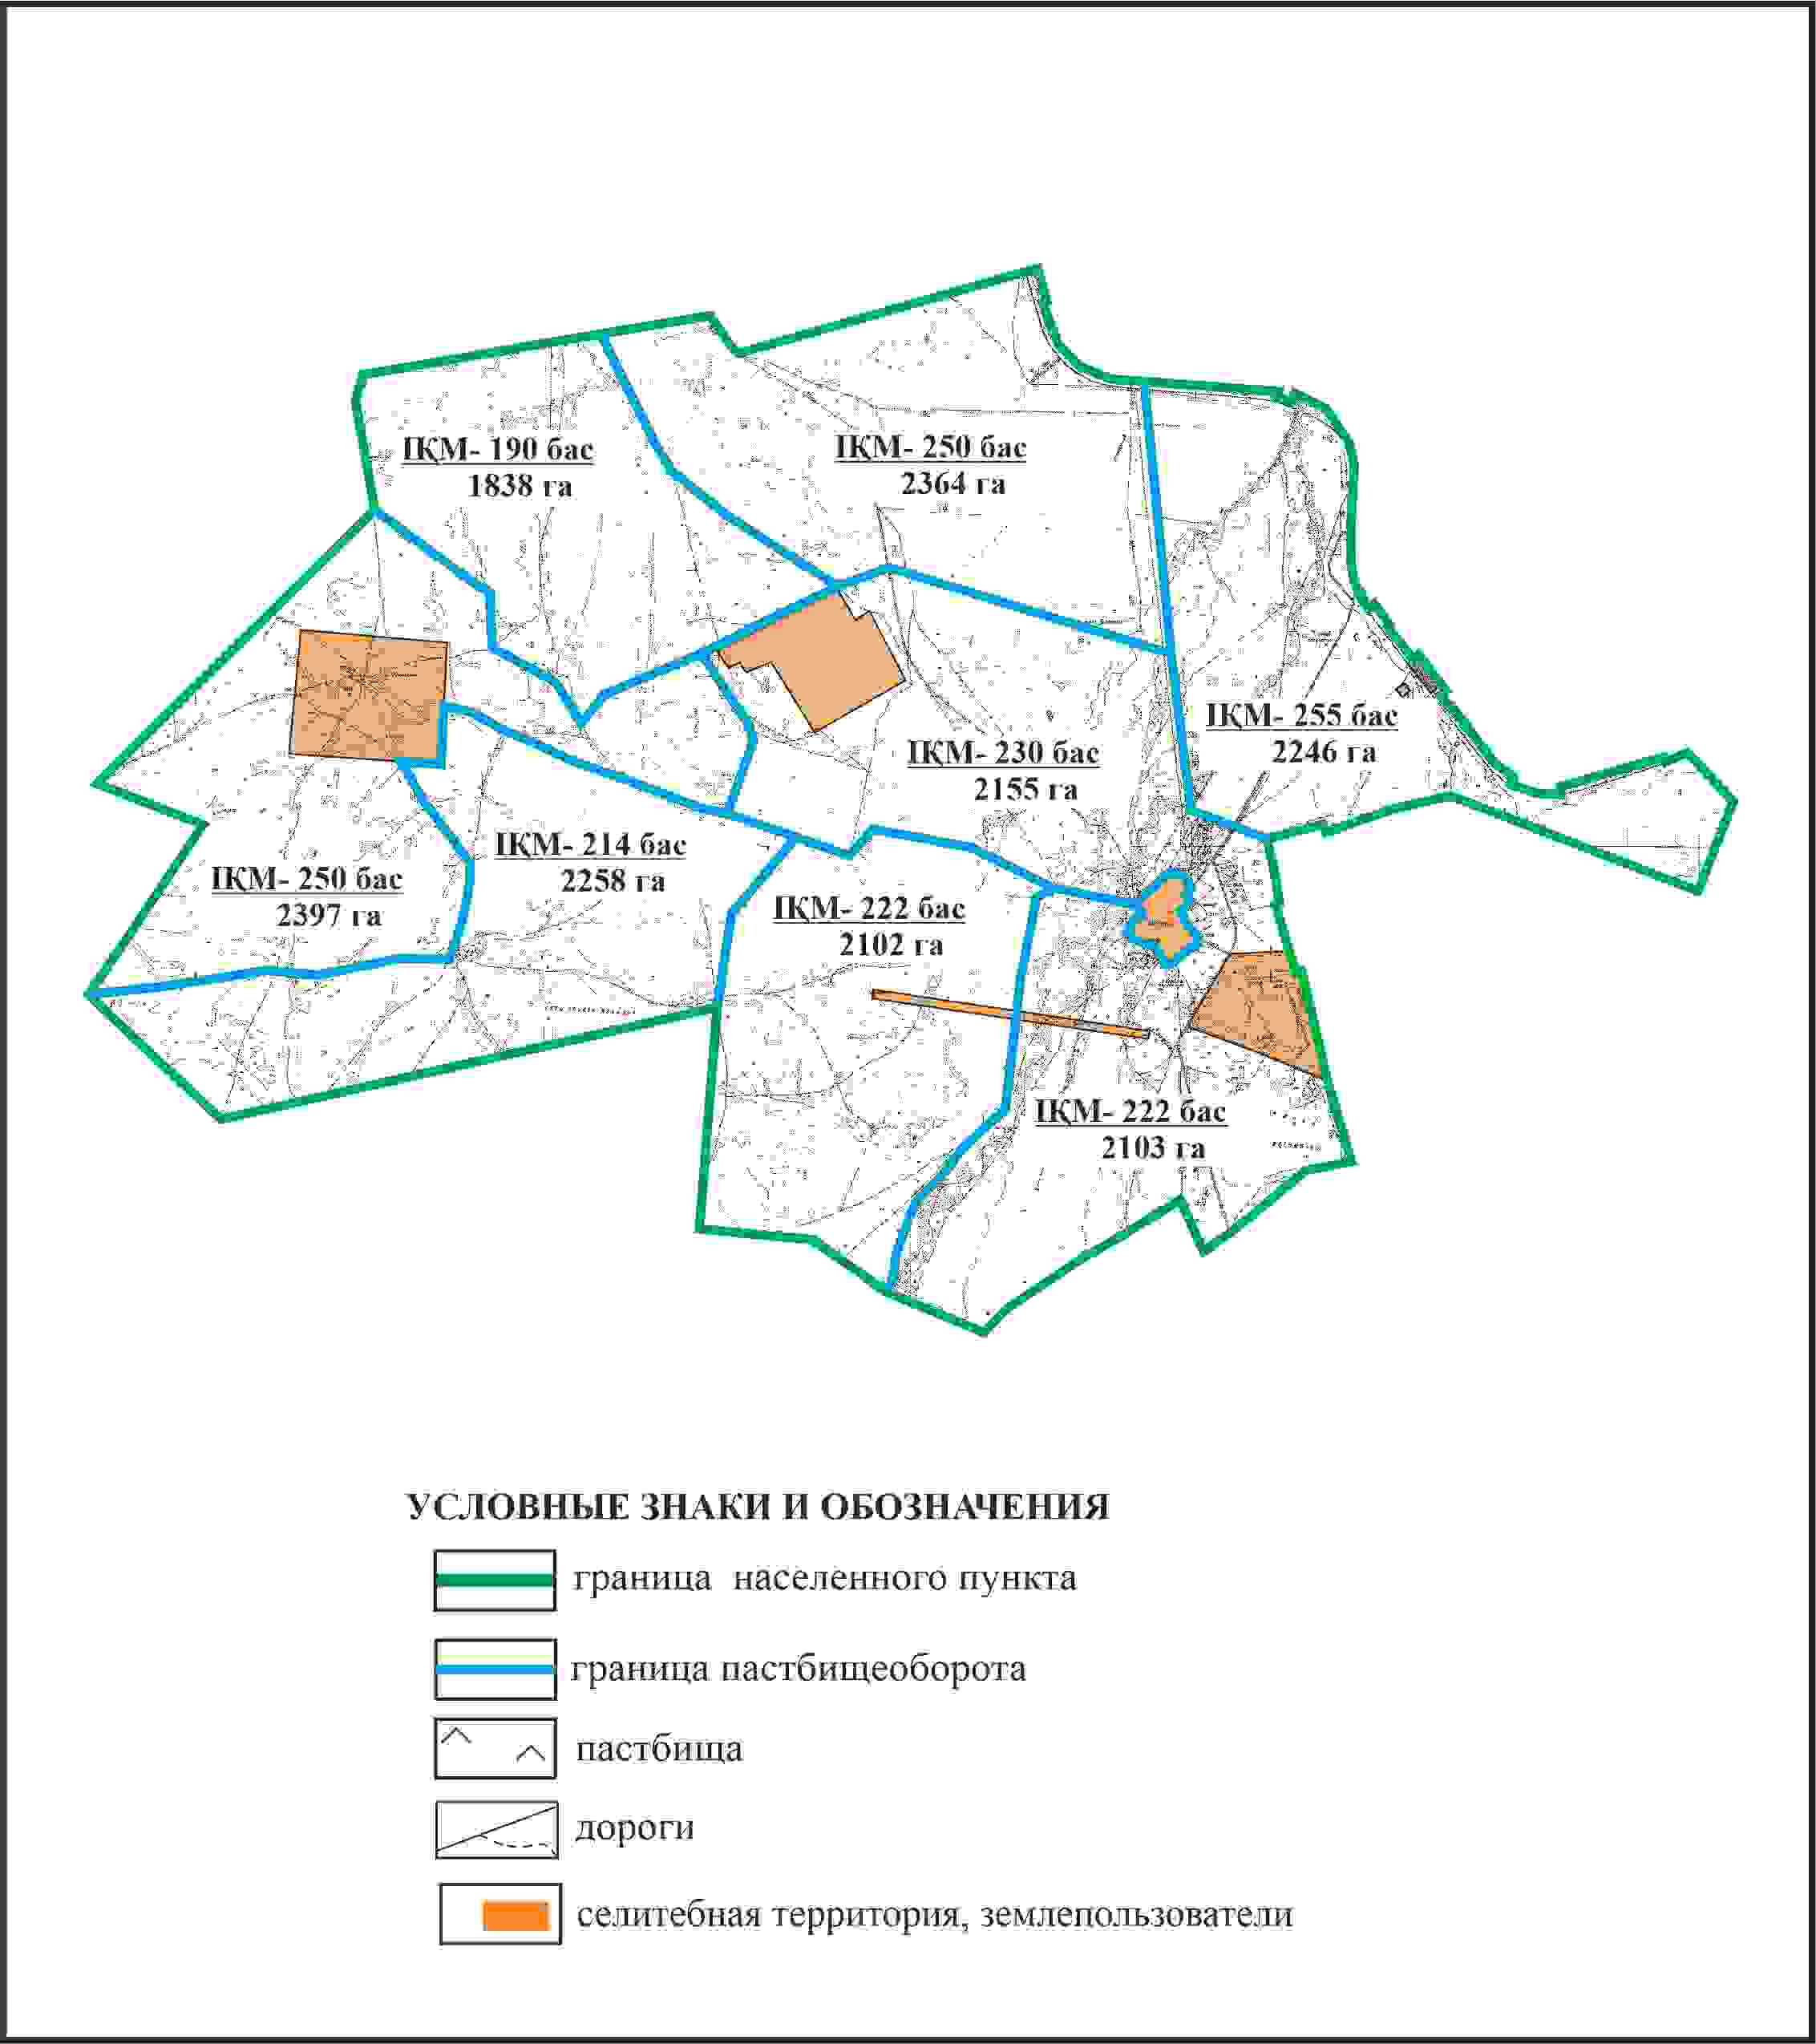 ІҚМ- 190 бас
1838 га
ІҚМ- 250 бас
2364 га
ІҚМ- 255 бас
2246 га
ІҚМ- 230 бас
2155 га
ІҚМ- 214 бас
2258 га
ІҚМ- 250 бас
2397 га
ІҚМ- 222 бас
2102 га
ІҚМ- 222 бас
2103 га
УСЛОВНЫЕ ЗНАКИ И ОБОЗНАЧЕНИЯ
граница населенного пункта
граница пастбищеоборота
пастбища
дороги
селитебная территория, землепользователи